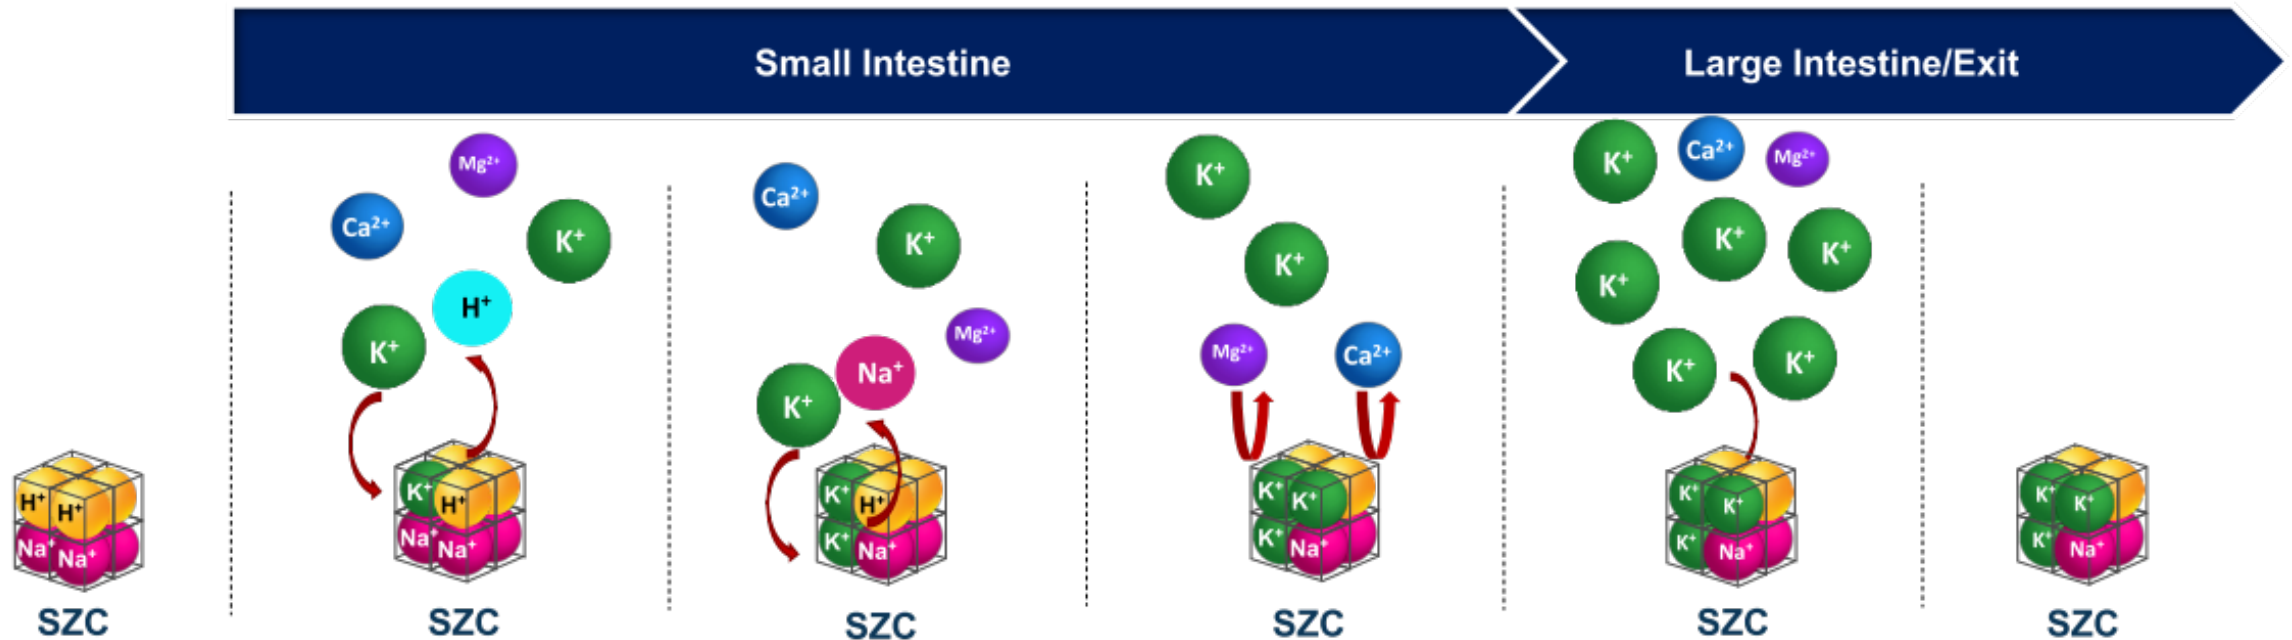 Small Intestine
Large Intestine/Exit
H⁺
H⁺
Na⁺
Na⁺
SZC
Mg²⁺
Ca²⁺
K⁺
H⁺
K⁺
K⁺
H⁺
Na⁺
Na⁺
SZC
Ca²⁺
K⁺
Mg²⁺
Na⁺
K⁺
K⁺
H⁺
K⁺
Na⁺
SZC
K⁺
K⁺
Mg²⁺
Ca²⁺
K⁺
K⁺
K⁺
Na⁺
SZC
K⁺
Ca²⁺
Mg²⁺
K⁺
K⁺
K⁺
K⁺
K⁺
K⁺
K⁺
K⁺
Na⁺
SZC
K⁺
K⁺
K⁺
Na⁺
SZC